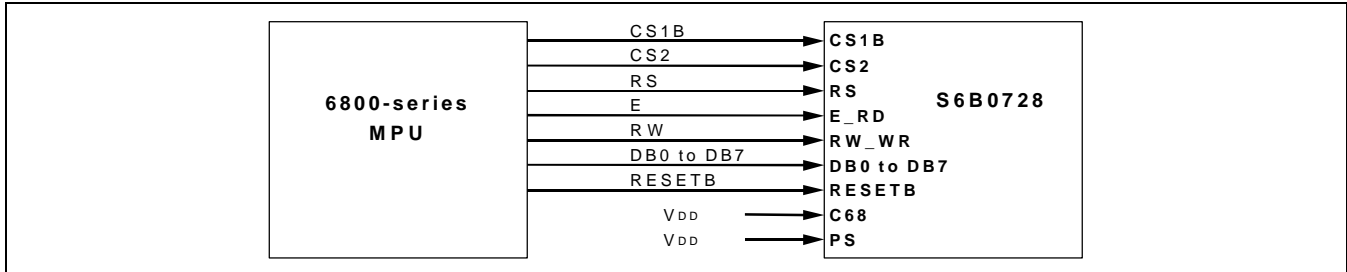 6800-series
MPU
CS1B
CS2
RS
E
RW
DB0 to DB7
RESETB
VDD
VDD
CS1B
CS2
RS
E_RD
RW_WR
DB0 to DB7
RESETB
C68
PS
S6B0728